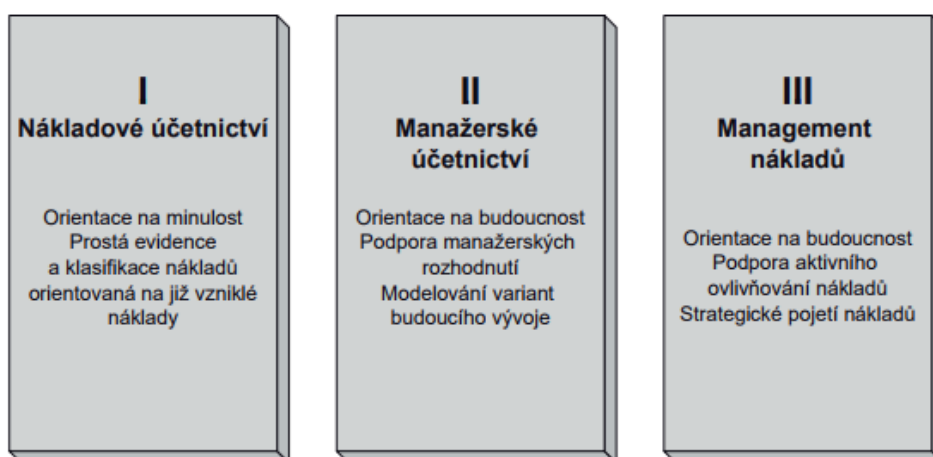 I
Nákladové účetnictví
Orientace na minulost
Prostá evidence
a klasifikace nákladů
orientovaná na již vzniklé
náklady
II
Manažerské
účetnictví
Orientace na budoucnost
Podpora manažerských
rozhodnutí
Modelování variant
budoucího vývoje
III
Management
nákladů
Orientace na budoucnost
Podpora aktivního
ovlivňování nákladů
Strategické pojetí nákladů